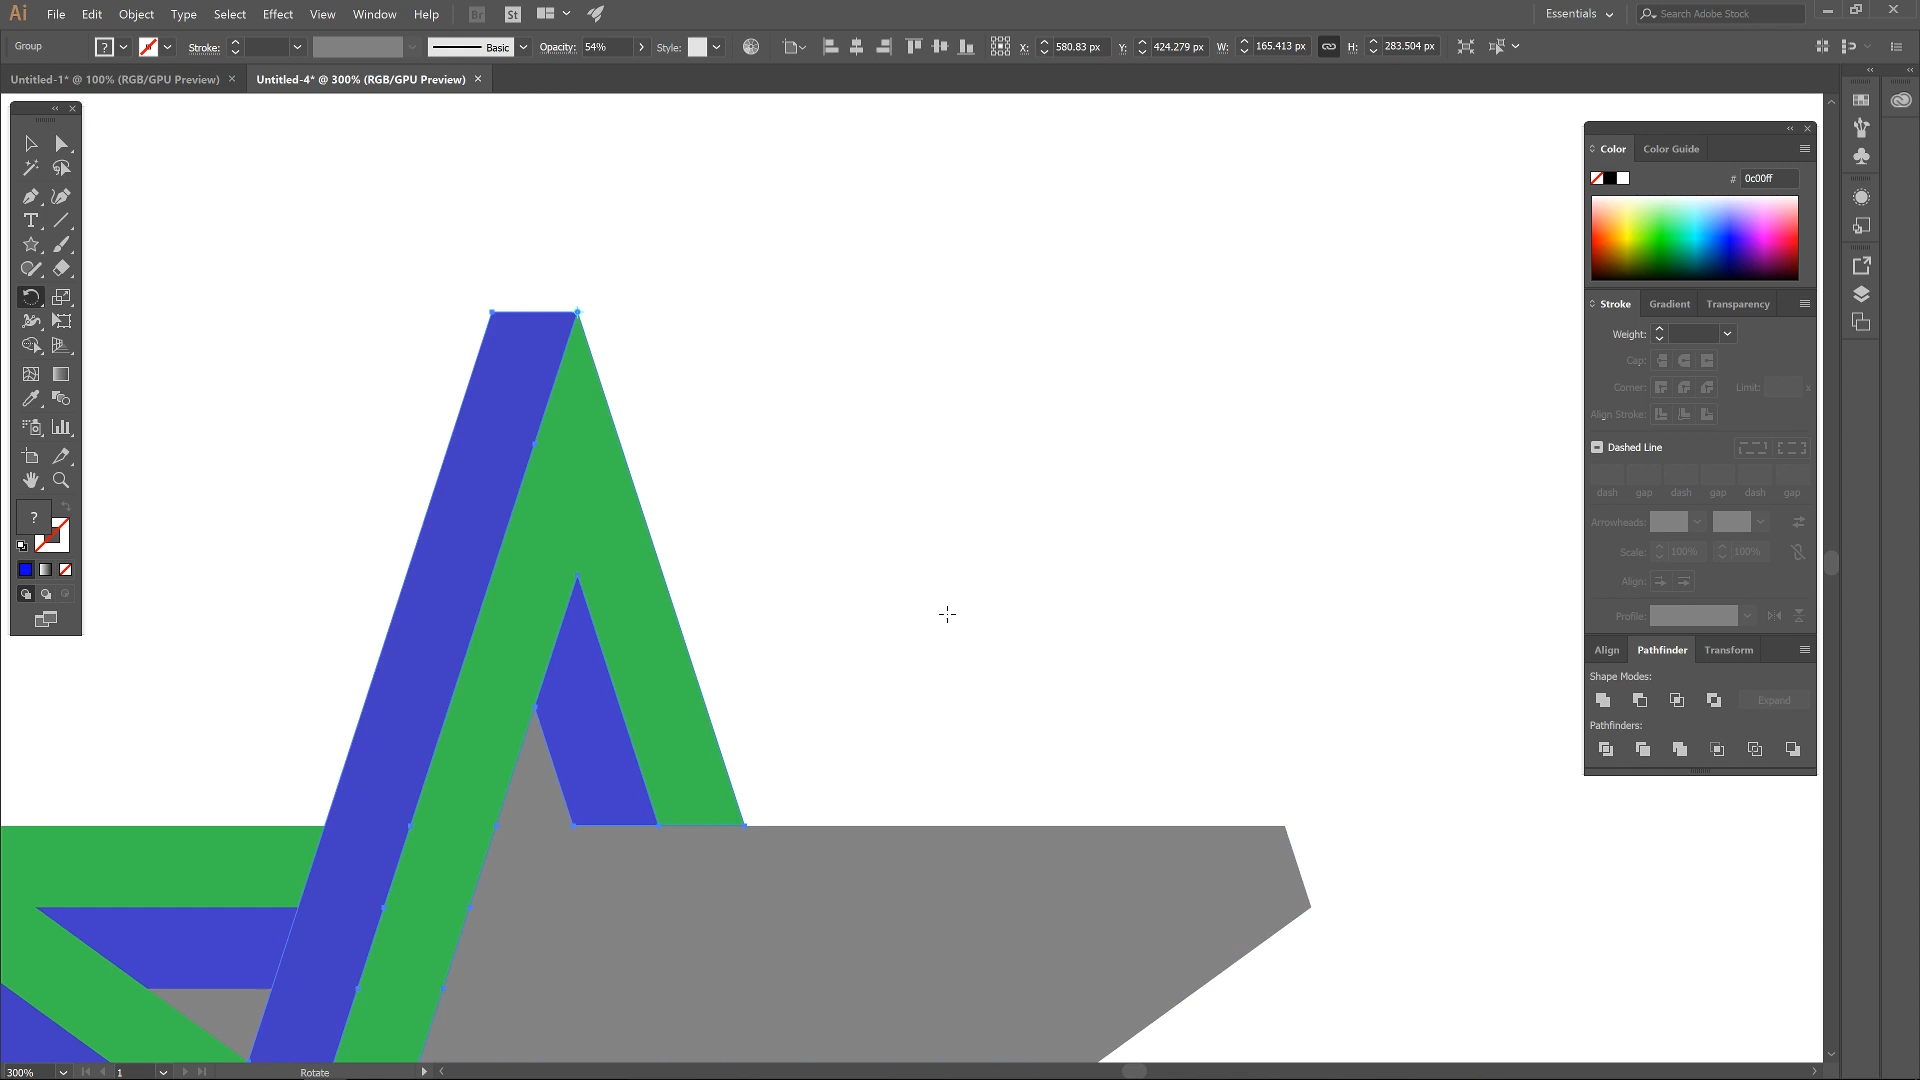 Ai File Edit Object Type Select Effect View Window Help Br St Essentials Search Adobe Stock
Group ? Stroke: Basic Opacity: 54% Style: X: 580.83 px Y: 424.279 px W: 165.413 px H: 283.504 px
Untitled-1* @ 100% (RGB/GPU Preview) × Untitled-4* @ 300% (RGB/GPU Preview) ×
Color Color Guide
# 0c00ff
Stroke Gradient Transparency
Weight:
Cap:
Corner: Limit: x
Align Stroke:
Dashed Line
dash gap dash gap dash gap
Arrowheads:
Scale: 100% 100%
Align:
Profile:
Align Pathfinder Transform
Shape Modes:
Expand
Pathfinders:
?
300% 1 Rotate